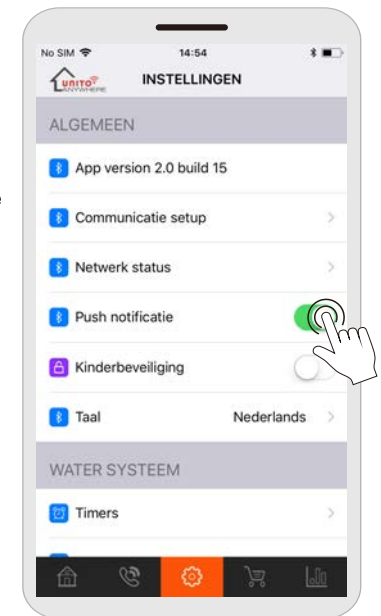 e
No SIM 14:54
UNITO
ANYWHERE
INSTELLINGEN
ALGEMEEN
App version 2.0 build 15
Communicatie setup
Netwerk status
Push notificatie
Kinderbeveiliging
Taal Nederlands
WATER SYSTEEM
Timers